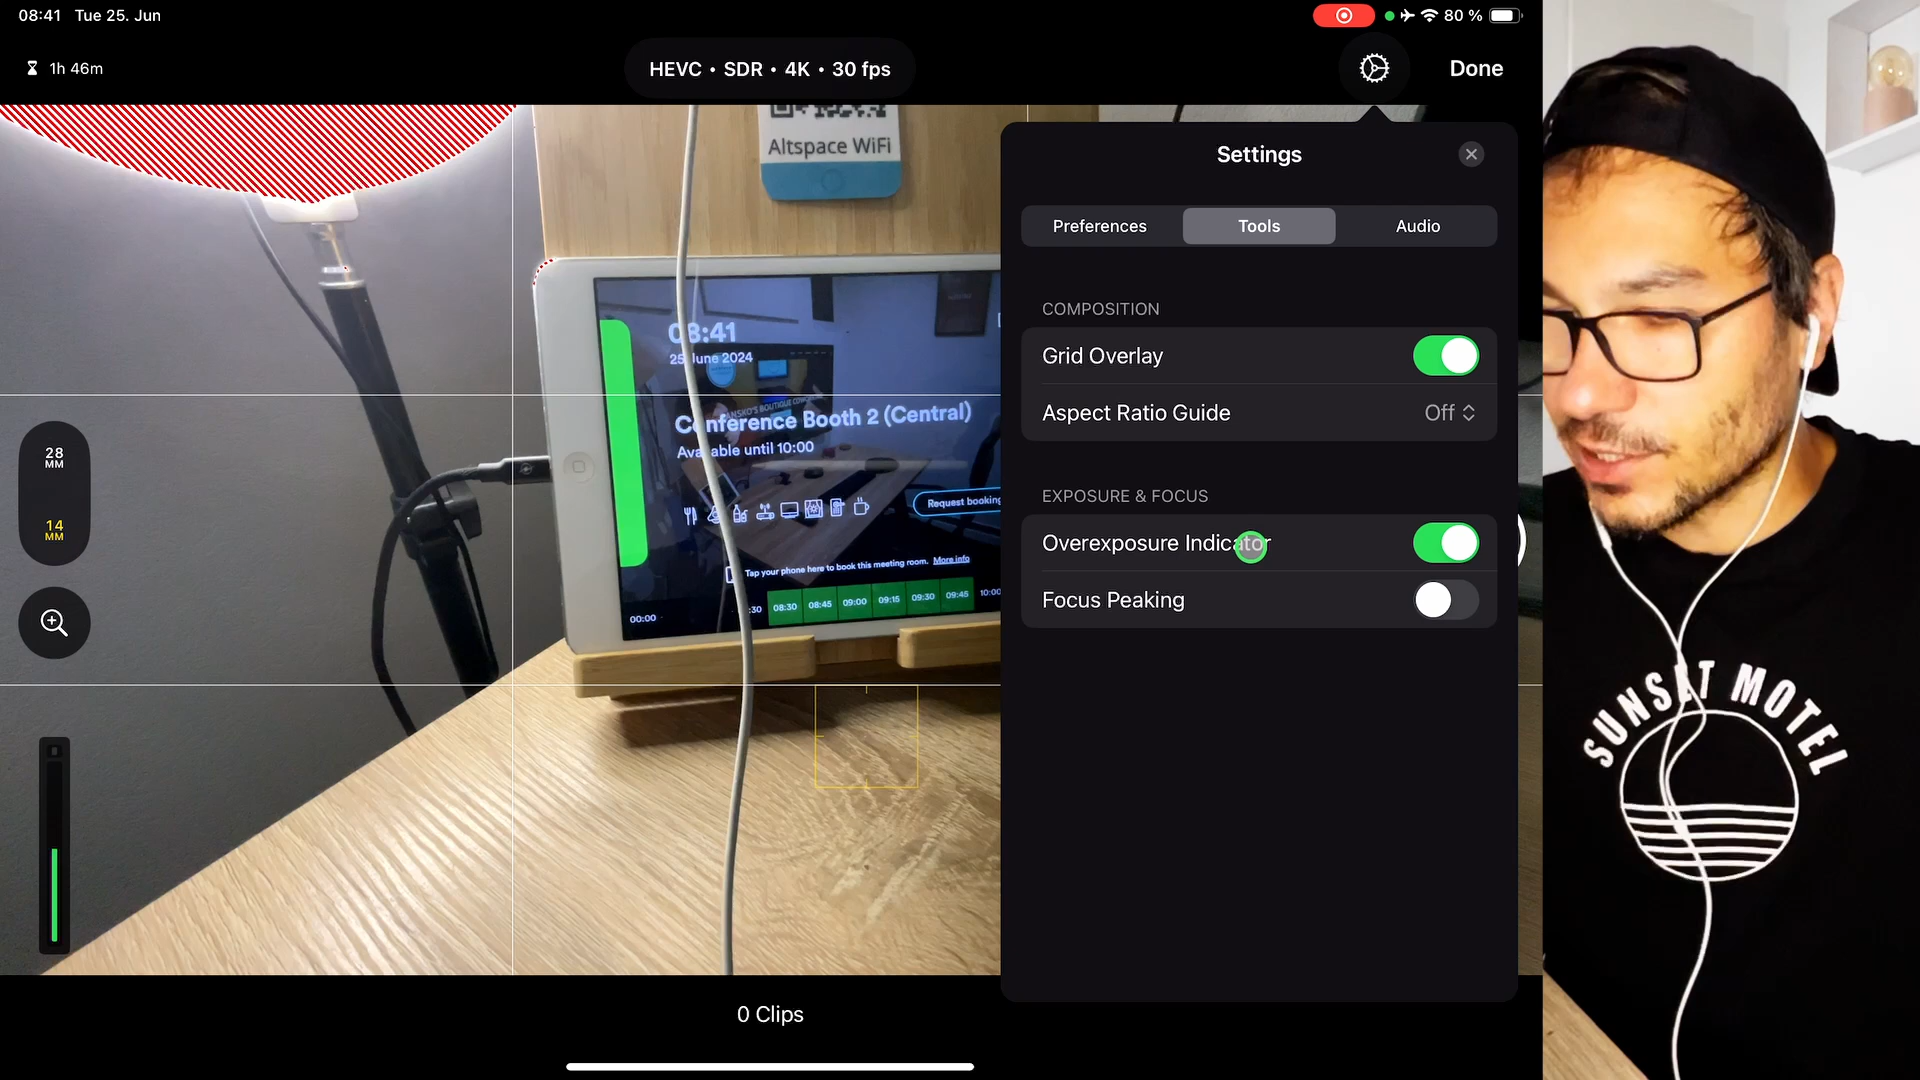 08:41 Tue 25. Jun
80 %
1h 46m
HEVC • SDR • 4K • 30 fps
Done
Altspace WiFi
Settings
Preferences
Tools
Audio
COMPOSITION
Grid Overlay
Aspect Ratio Guide
Off
EXPOSURE & FOCUS
Overexposure Indicator
Focus Peaking
28
MM
14
MM
08:41
25 June 2024
Conference Booth 2 (Central)
Available until 10:00
Request booking
Tap your phone here to book this meeting room. More info
00:00
:30
08:30
08:45
09:00
09:15
09:30
09:45
10:00
0 Clips
SUNSET MOTEL